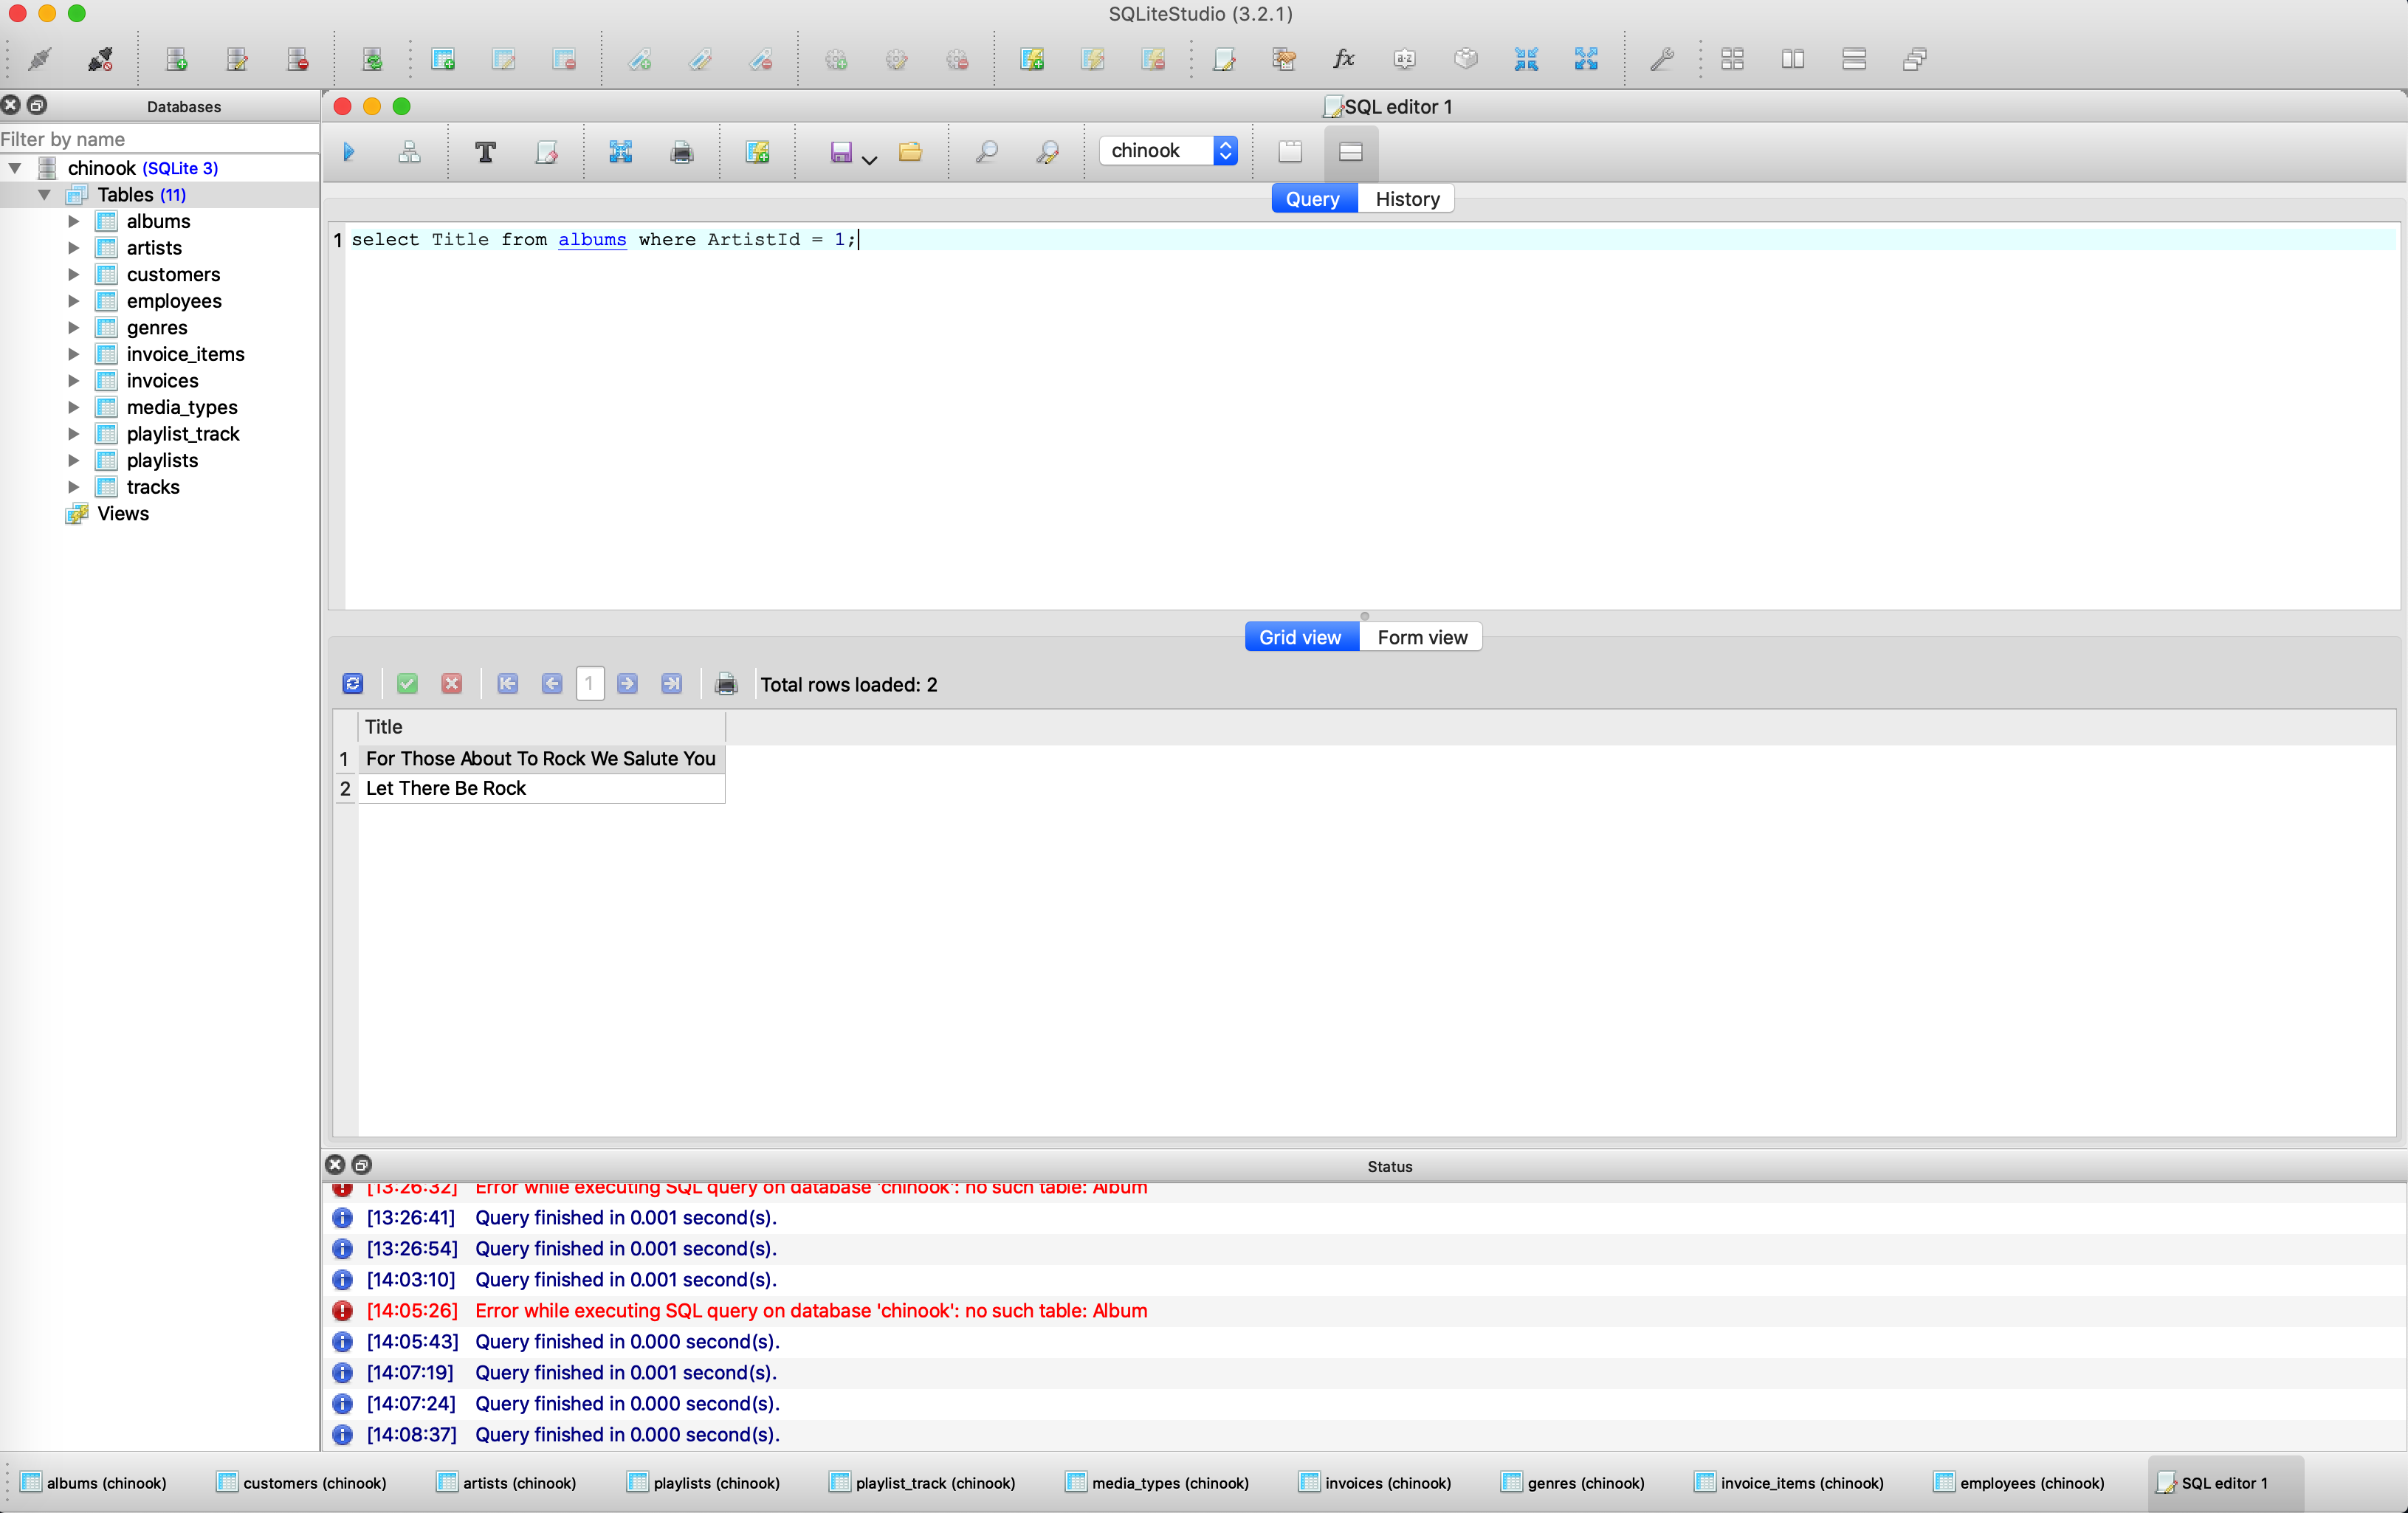 SQLiteStudio (3.2.1)
fx
a·z
Databases
SQL editor 1
Filter by name
T
chinook
chinook (SQLite 3)
Tables (11)
albums
artists
customers
employees
genres
invoice_items
invoices
media_types
playlist_track
playlists
tracks
Views
Query
History
1 select Title from albums where ArtistId = 1;
Grid view
Form view
1
Total rows loaded: 2
Title
1 For Those About To Rock We Salute You
2 Let There Be Rock
Status
[13:26:32] Error while executing SQL query on database 'chinook': no such table: Album
[13:26:41] Query finished in 0.001 second(s).
[13:26:54] Query finished in 0.001 second(s).
[14:03:10] Query finished in 0.001 second(s).
[14:05:26] Error while executing SQL query on database 'chinook': no such table: Album
[14:05:43] Query finished in 0.000 second(s).
[14:07:19] Query finished in 0.001 second(s).
[14:07:24] Query finished in 0.000 second(s).
[14:08:37] Query finished in 0.000 second(s).
albums (chinook)
customers (chinook)
artists (chinook)
playlists (chinook)
playlist_track (chinook)
media_types (chinook)
invoices (chinook)
genres (chinook)
invoice_items (chinook)
employees (chinook)
SQL editor 1